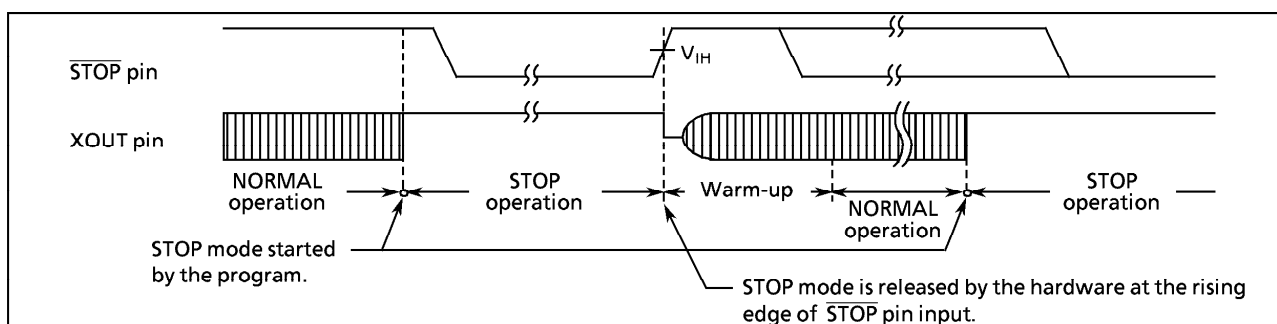 STOP pin
VIH
XOUT pin
NORMAL
operation
STOP
operation
Warm-up
NORMAL
operation
STOP
operation
STOP mode started
by the program.
STOP mode is released by the hardware at the rising
edge of STOP pin input.